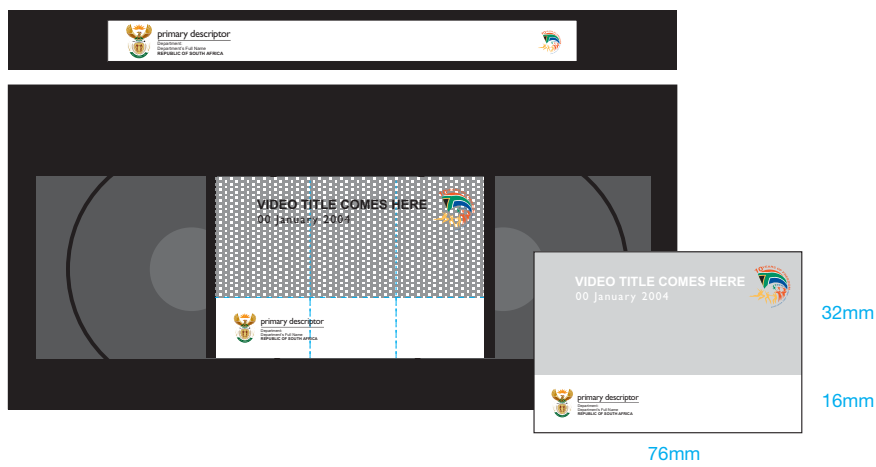 primary descriptor
Department:
Department's Full Name
REPUBLIC OF SOUTH AFRICA
VIDEO TITLE COMES HERE
00 January 2004
primary descriptor
Department:
Department's Full Name
REPUBLIC OF SOUTH AFRICA
VIDEO TITLE COMES HERE
00 January 2004
32mm
primary descriptor
Department:
Department's Full Name
REPUBLIC OF SOUTH AFRICA
16mm
76mm